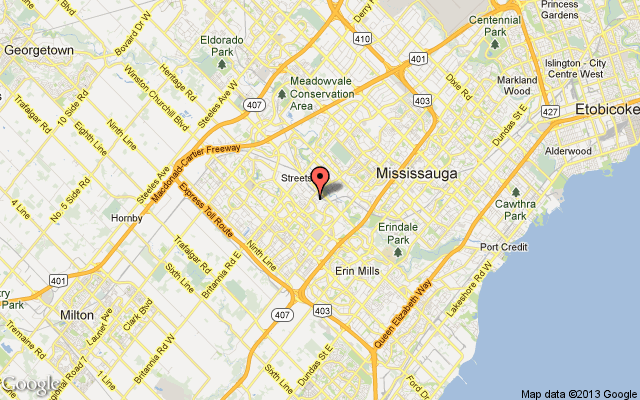 Georgetown
Bovaird Dr W
Eldorado
Park
410
Derry R
Centennial
Park
Princess
Gardens
401
Islington - City
Centre West
Heritage Rd
Winston Churchill Blvd
Steeles Ave W
Meadowvale
Conservation
Area
407
403
Dixie Rd
Markland
Wood
427
Dundas St E
Etobicoke
10 Side Rd
Trafalgar Rd
Eighth Line
Ninth Line
Alderwood
Macdonald-Cartier Freeway
Steeles Ave
Streets
Mississauga
4 Line
No. 5 Side Rd
Express Toll Route
Cawthra
Park
Hornby
Erindale
Park
Port Credit
Trafalgar Rd
Ninth Line
Sixth Line
Britannia Rd E
Erin Mills
Lakeshore Rd W
401
Queen Elizabeth Way
403
407
Milton
Clark Blvd
Laurier Ave
Britannia Rd W
Tremaine Rd
Regional Road 7
1 Line
Sixth Line
Dundas St E
Ford Dr
Google
Map data ©2013 Google